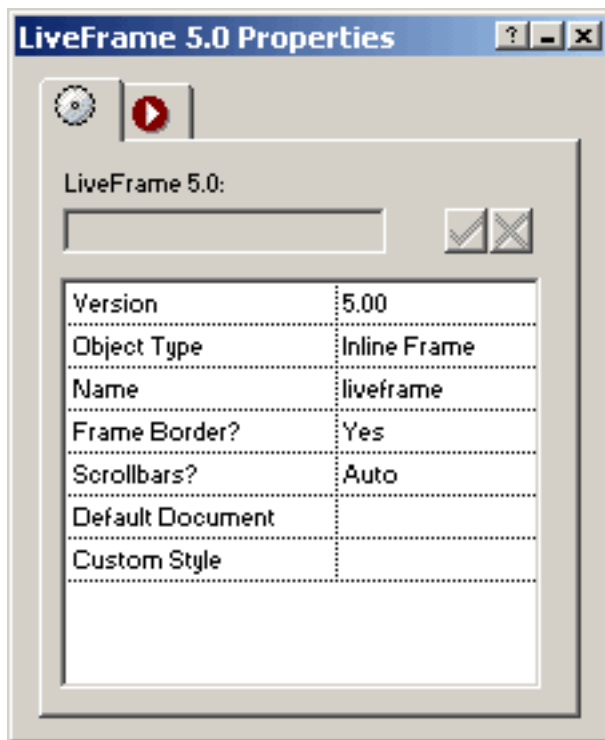 LiveFrame 5.0 Properties ?
LiveFrame 5.0:
Version 5.00
Object Type Inline Frame
Name liveframe
Frame Border? Yes
Scrollbars? Auto
Default Document
Custom Style